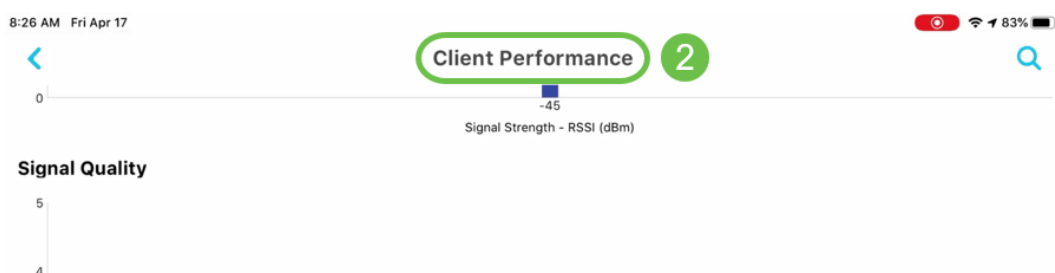 8:26 AM Fri Apr 17 83%
Client Performance 2
0
-45
Signal Strength - RSSI (dBm)
Signal Quality
5
4